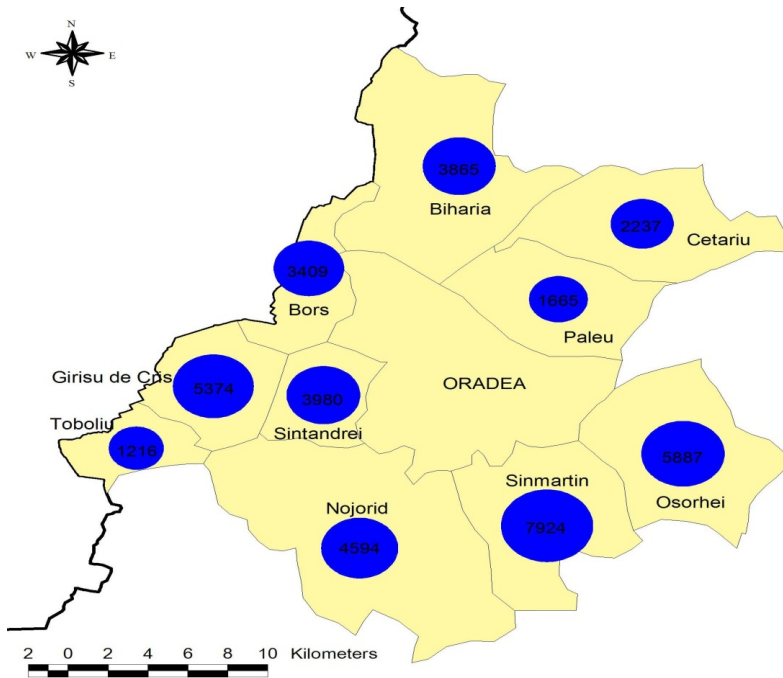 N
W E
S
3865
Biharia
2237
Cetariu
3409
Bors
1665
Paleu
Girisu de Cris
5374
3980
Sintandrei
ORADEA
Toboliu
1216
5887
Osorhei
Sinmartin
7924
Nojorid
4594
2 0 2 4 6 8 10 Kilometers